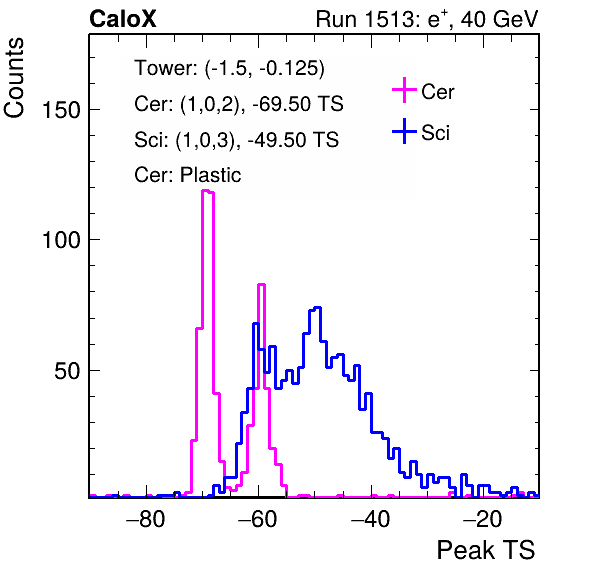 CaloX Run 1513: e⁺, 40 GeV
Counts
Tower: (-1.5, -0.125)
Cer: (1,0,2), -69.50 TS
Sci: (1,0,3), -49.50 TS
Cer: Plastic
Cer
Sci
150
100
50
−80 −60 −40 −20
Peak TS